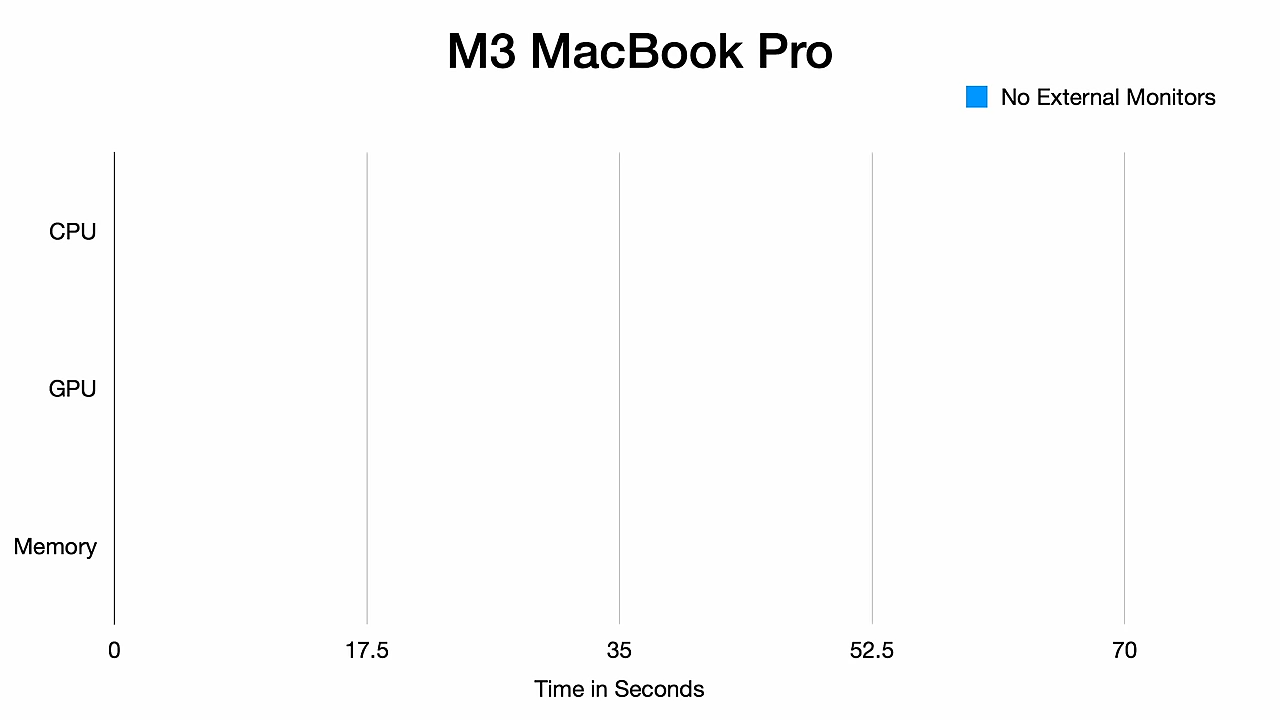 M3 MacBook Pro
No External Monitors
CPU
GPU
Memory
0 17.5 35 52.5 70
Time in Seconds